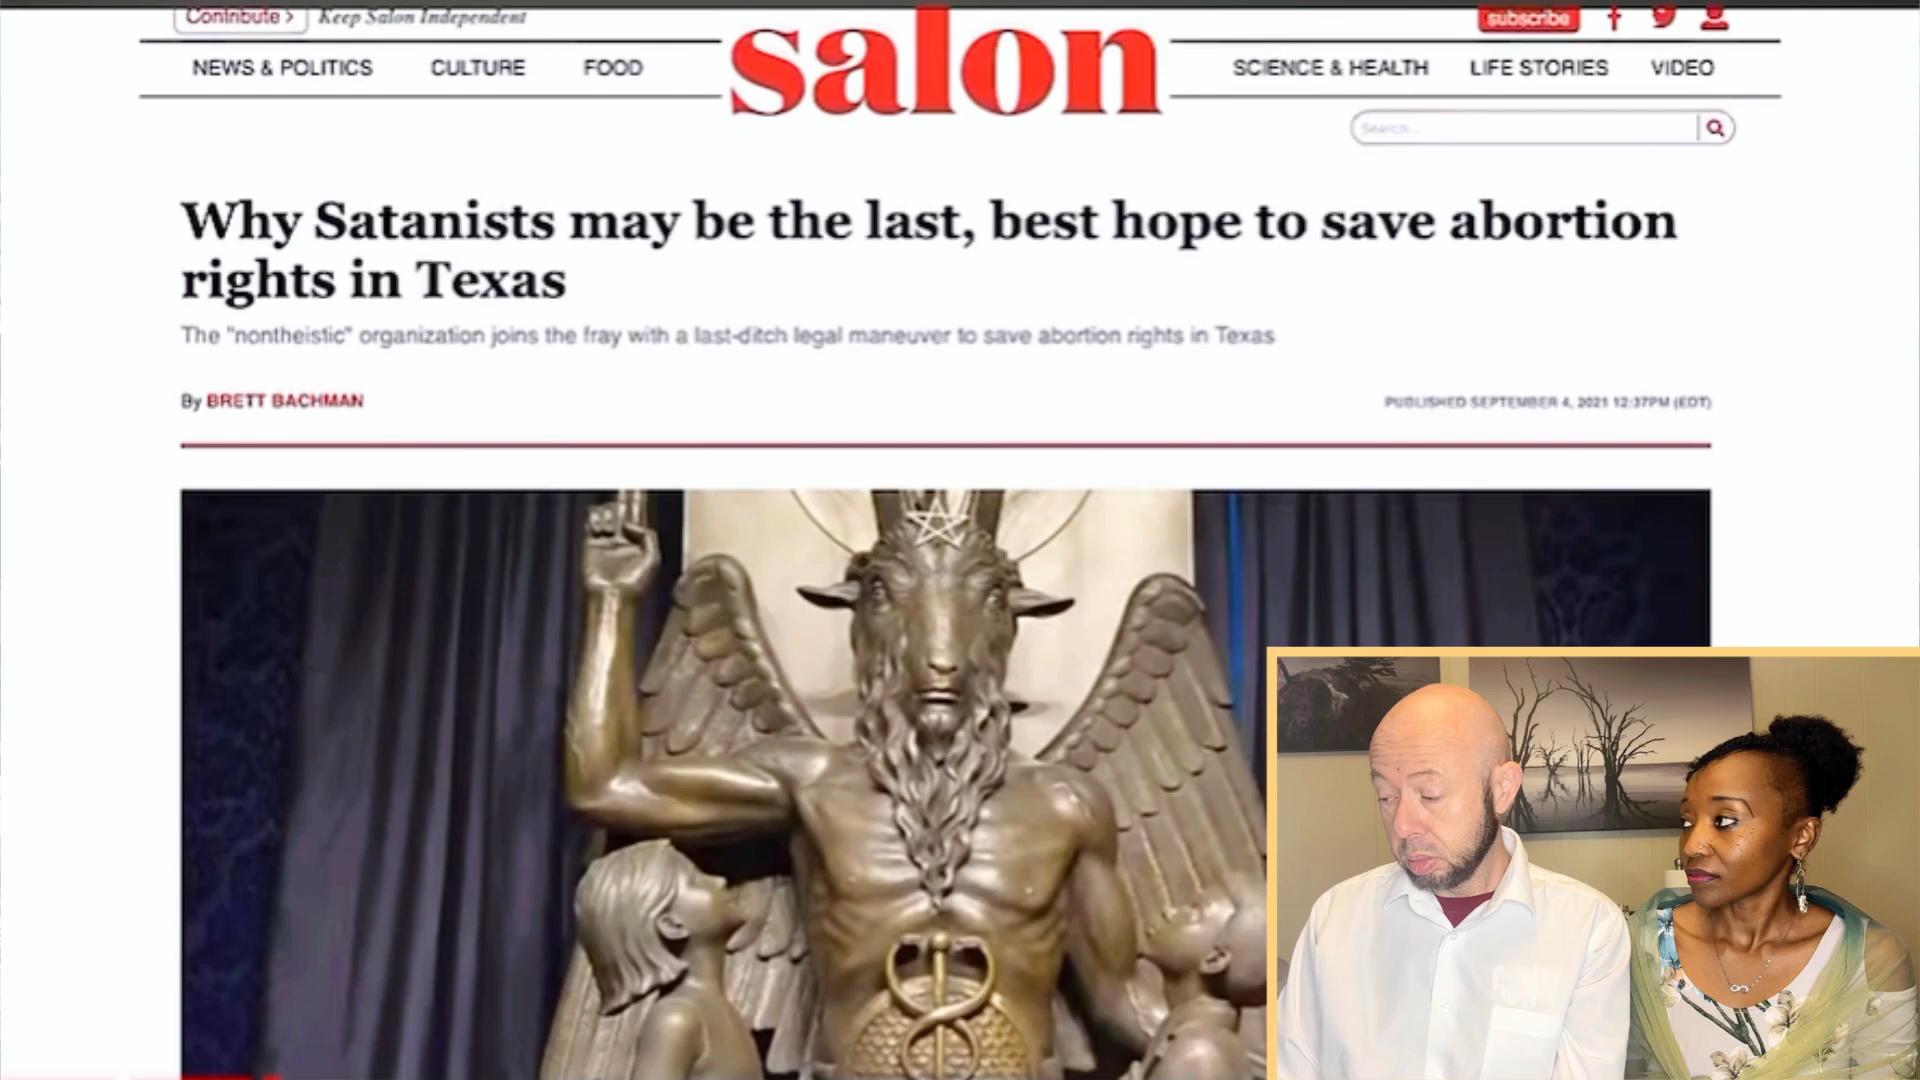 Contribute > Keep Salon Independent
subscribe
NEWS & POLITICS CULTURE FOOD salon SCIENCE & HEALTH LIFE STORIES VIDEO
Search...
Why Satanists may be the last, best hope to save abortion
rights in Texas
The "nontheistic" organization joins the fray with a last-ditch legal maneuver to save abortion rights in Texas
By BRETT BACHMAN
PUBLISHED SEPTEMBER 4, 2021 12:37PM (EDT)